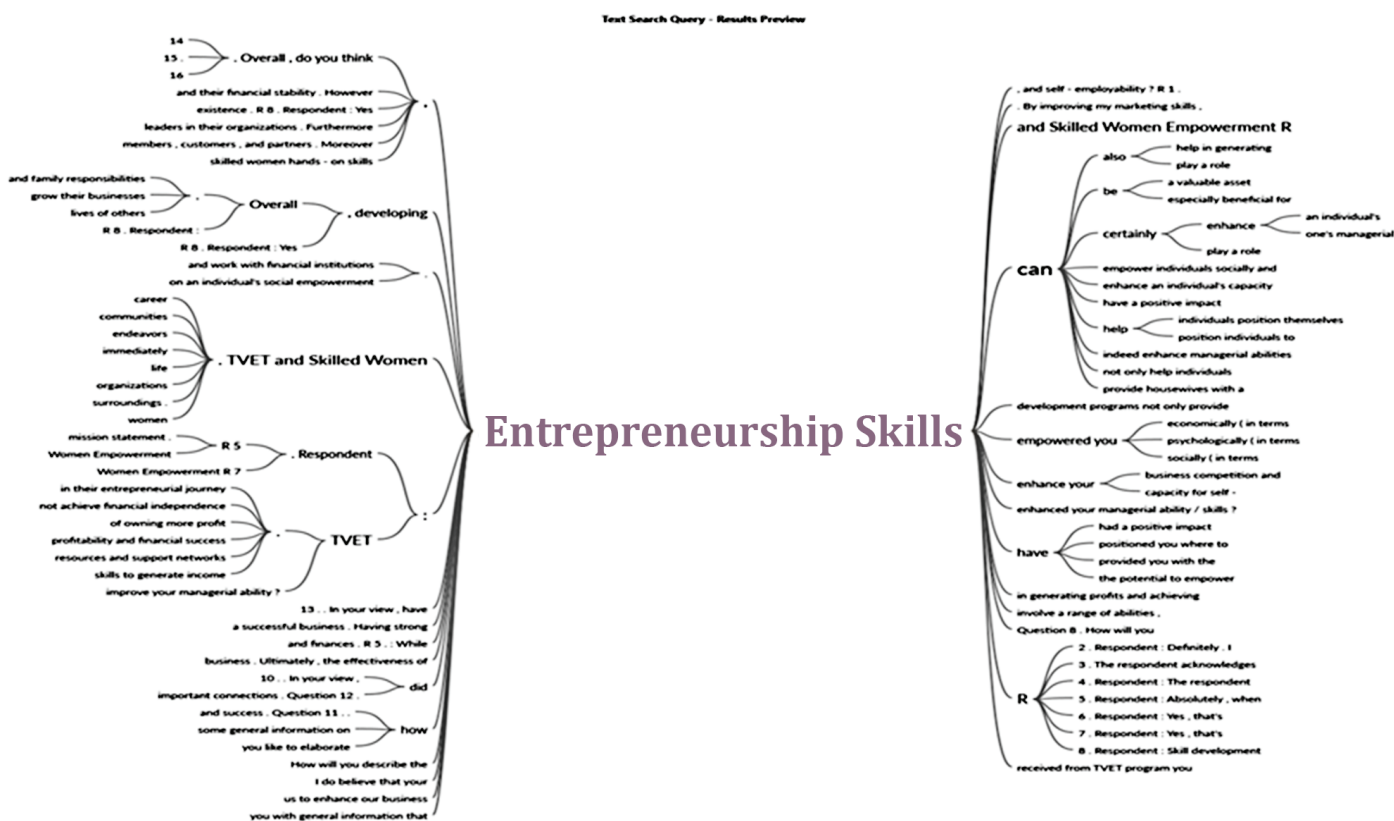 Text Search Query - Results Preview
14
15 .
16
. Overall , do you think
and their financial stability . However
existence . R 8 . Respondent : Yes
leaders in their organizations . Furthermore
members , customers , and partners . Moreover
skilled women hands - on skills
.
and family responsibilities
grow their businesses
lives of others
.
R 8 . Respondent :
Overall
R 8 . Respondent : Yes
, developing
and work with financial institutions
on an individual's social empowerment
.
career
communities
endeavors
immediately
life
organizations
surroundings .
women
. TVET and Skilled Women
mission statement .
Women Empowerment
R 5
Women Empowerment R 7
. Respondent
in their entrepreneurial journey
not achieve financial independence
of owning more profit
profitability and financial success
resources and support networks
skills to generate income
.
improve your managerial ability ?
TVET
:
13 . . In your view , have
a successful business . Having strong
and finances . R 5 . : While
business . Ultimately , the effectiveness of
10 . . In your view ,
important connections . Question 12 .
did
and success . Question 11 . .
some general information on
you like to elaborate
how
How will you describe the
I do believe that your
us to enhance our business
you with general information that
Entrepreneurship Skills
, and self - employability ? R 1 .
. By improving my marketing skills ,
and Skilled Women Empowerment R
can
also
help in generating
play a role
be
a valuable asset
especially beneficial for
certainly
enhance
an individual's
one's managerial
play a role
empower individuals socially and
enhance an individual's capacity
have a positive impact
help
individuals position themselves
position individuals to
indeed enhance managerial abilities
not only help individuals
provide housewives with a
development programs not only provide
empowered you
economically ( in terms
psychologically ( in terms
socially ( in terms
enhance your
business competition and
capacity for self -
enhanced your managerial ability / skills ?
have
had a positive impact
positioned you where to
provided you with the
the potential to empower
in generating profits and achieving
involve a range of abilities ,
Question 8 . How will you
R
2 . Respondent : Definitely . I
3 . The respondent acknowledges
4 . Respondent : The respondent
5 . Respondent : Absolutely , when
6 . Respondent : Yes , that's
7 . Respondent : Yes , that's
8 . Respondent : Skill development
received from TVET program you